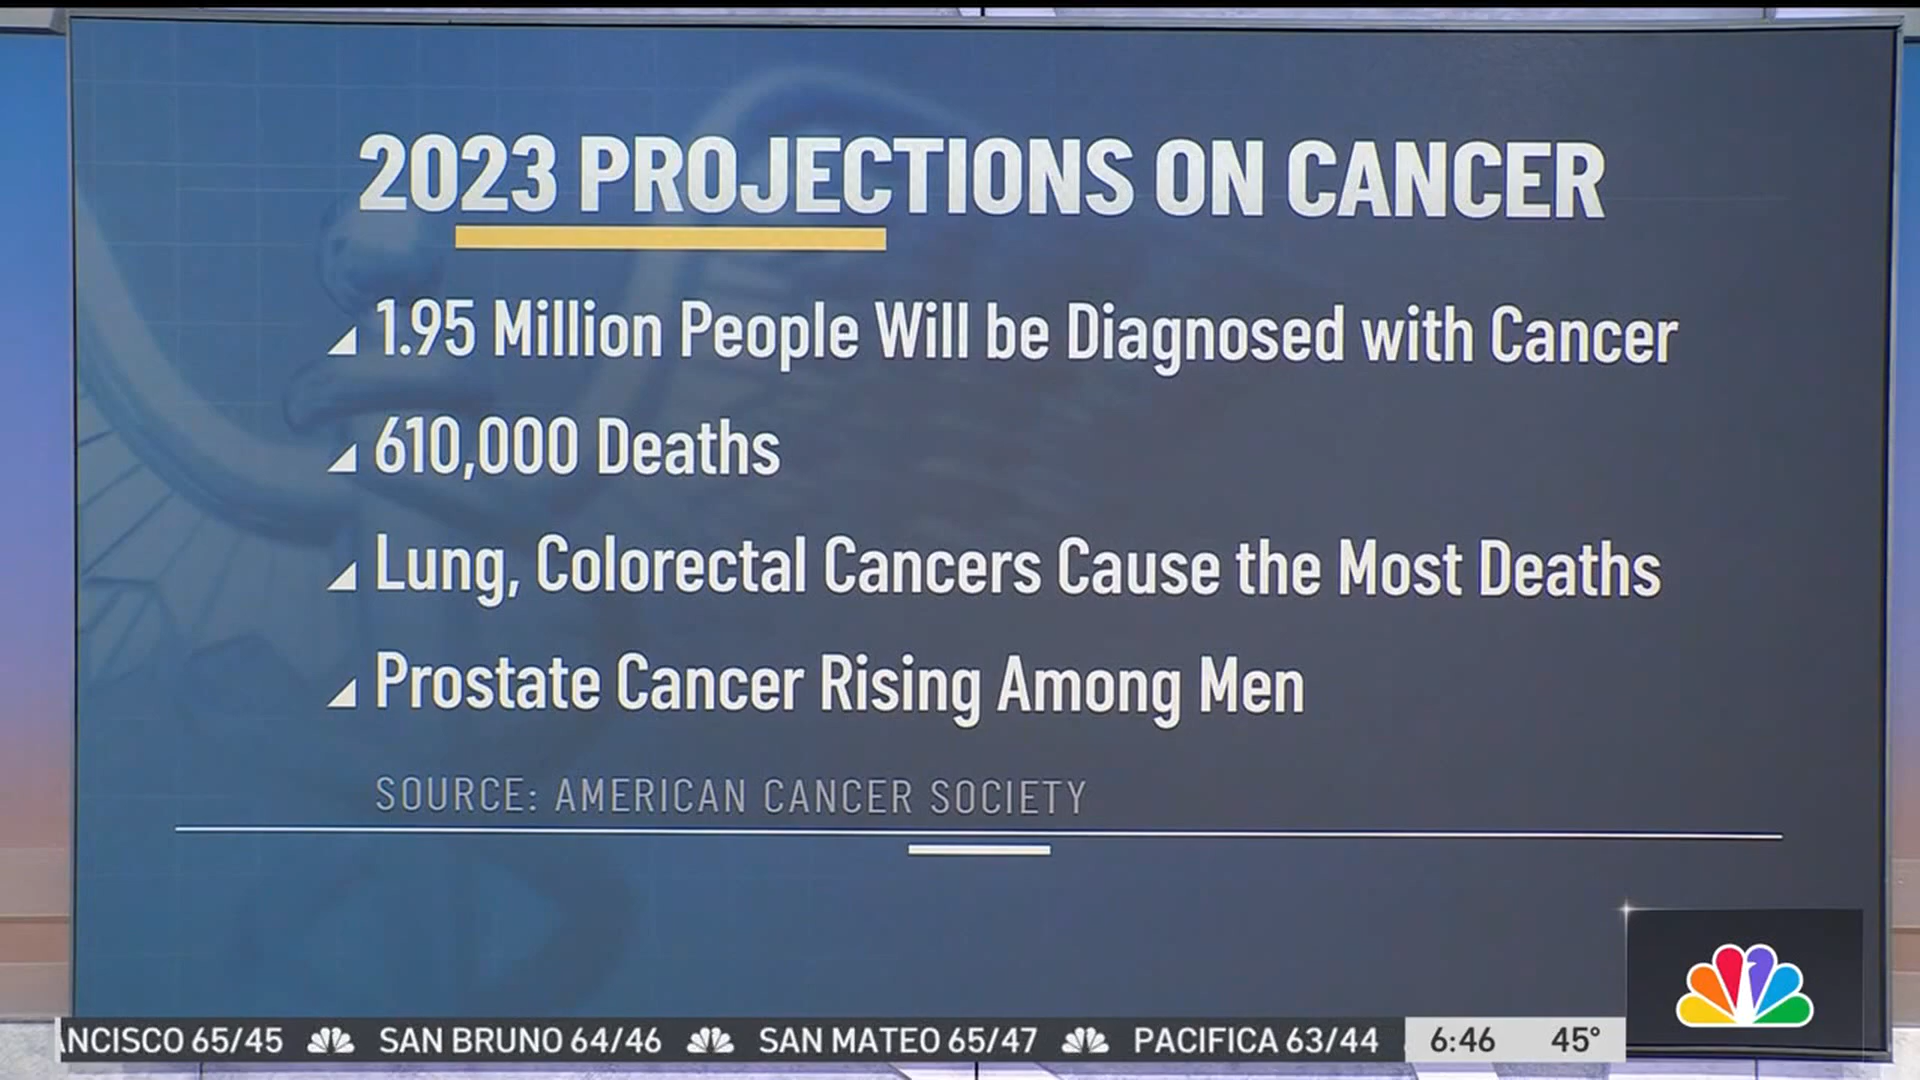 2023 PROJECTIONS ON CANCER
1.95 Million People Will be Diagnosed with Cancer
610,000 Deaths
Lung, Colorectal Cancers Cause the Most Deaths
Prostate Cancer Rising Among Men
SOURCE: AMERICAN CANCER SOCIETY
NCISCO 65/45 SAN BRUNO 64/46 SAN MATEO 65/47 PACIFICA 63/44 6:46 45°